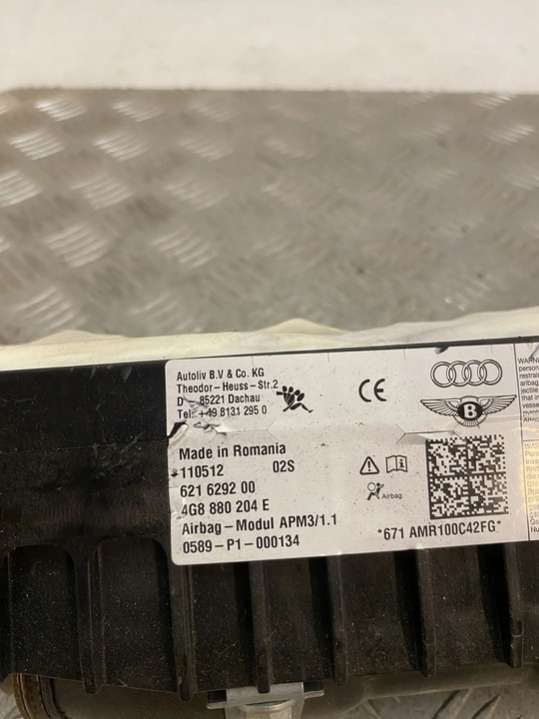 Autoliv B.V & Co. KG
Theodor-Heuss-Str.2
D - 85221 Dachau
Tel: +49 8131 295 0
CE
B
Made in Romania
*110512 02S
621 6292 00
4G8 880 204 E
Airbag-Modul APM3/1.1
0589-P1-000134
Airbag
*671 AMR100C42FG*